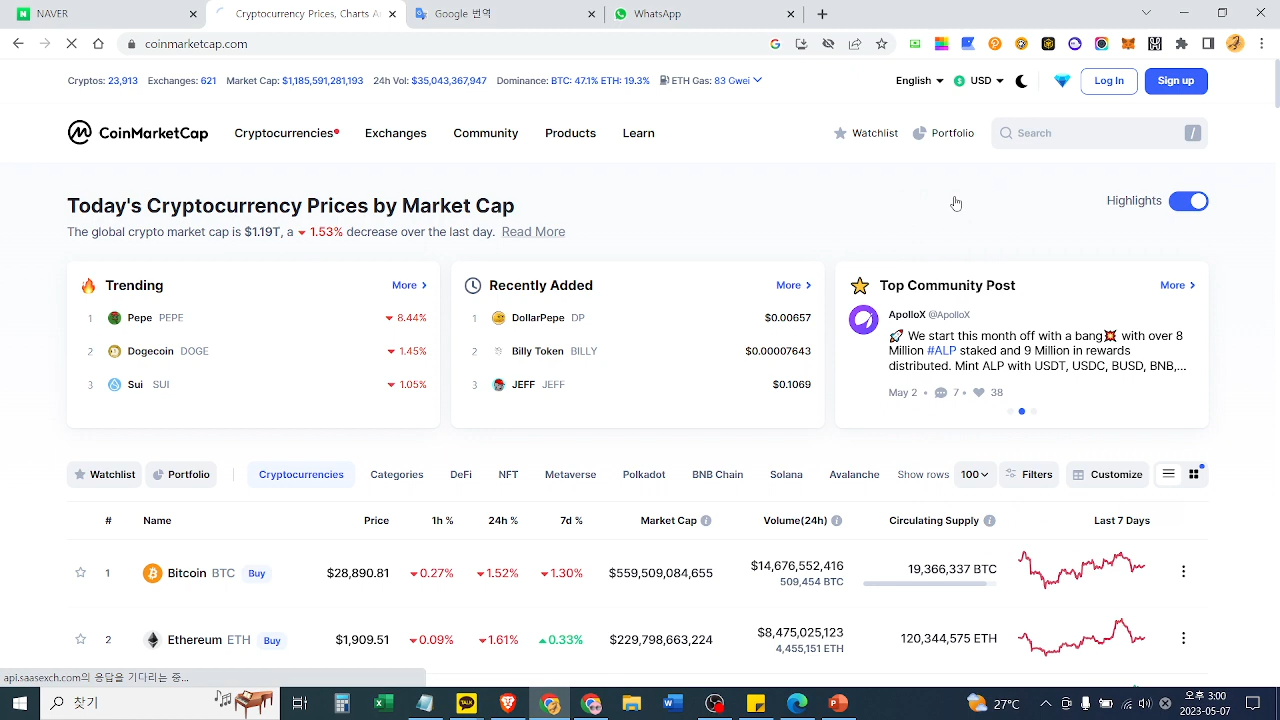 NAVER
Cryptocurrency Prices, Charts A
Google 번역
WhatsApp
coinmarketcap.com
Cryptos: 23,913 Exchanges: 621 Market Cap: $1,185,591,281,193 24h Vol: $35,043,367,947 Dominance: BTC: 47.1% ETH: 19.3% ETH Gas: 83 Gwei
English USD Log In Sign up
CoinMarketCap Cryptocurrencies Exchanges Community Products Learn Watchlist Portfolio Search /
Today's Cryptocurrency Prices by Market Cap
Highlights
The global crypto market cap is $1.19T, a 1.53% decrease over the last day. Read More
Trending More
1 Pepe PEPE 8.44%
2 Dogecoin DOGE 1.45%
3 Sui SUI 1.05%
Recently Added More
1 DollarPepe DP $0.00657
2 Billy Token BILLY $0.00007643
3 JEFF JEFF $0.1069
Top Community Post More
ApolloX @ApolloX
🚀 We start this month off with a bang💥 with over 8
Million #ALP staked and 9 Million in rewards
distributed. Mint ALP with USDT, USDC, BUSD, BNB,...
May 2 • 7 • 38
Watchlist Portfolio Cryptocurrencies Categories DeFi NFT Metaverse Polkadot BNB Chain Solana Avalanche Show rows 100 Filters Customize
# Name Price 1h % 24h % 7d % Market Cap Volume(24h) Circulating Supply Last 7 Days
1 Bitcoin BTC Buy $28,890.81 0.27% 1.52% 1.30% $559,509,084,655 $14,676,552,416 19,366,337 BTC
509,454 BTC
2 Ethereum ETH Buy $1,909.51 0.09% 1.61% 0.33% $229,798,663,224 $8,475,025,123 120,344,575 ETH
4,455,151 ETH
api.saasexch.com의 응답을 기다리는 중...
찾기
TALK
27°C
오후 3:00
2023-05-07